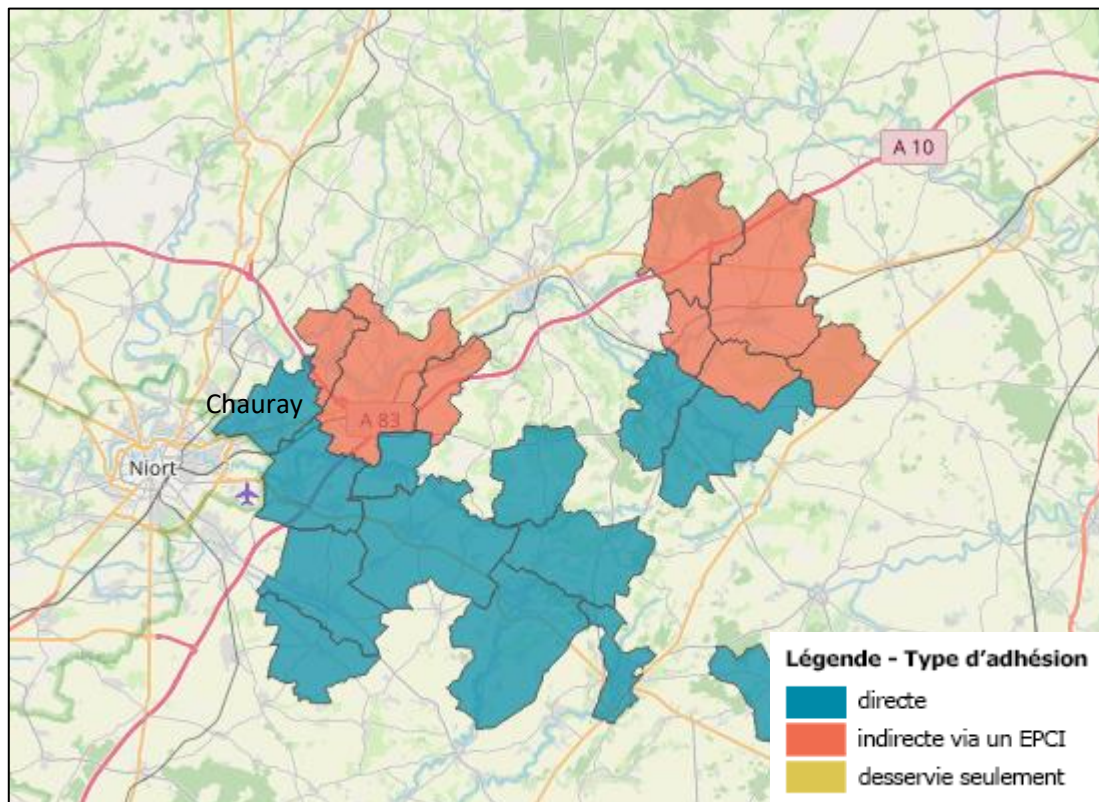 A 10
Chauray
A 83
Niort
Légende - Type d'adhésion
directe
indirecte via un EPCI
desservie seulement